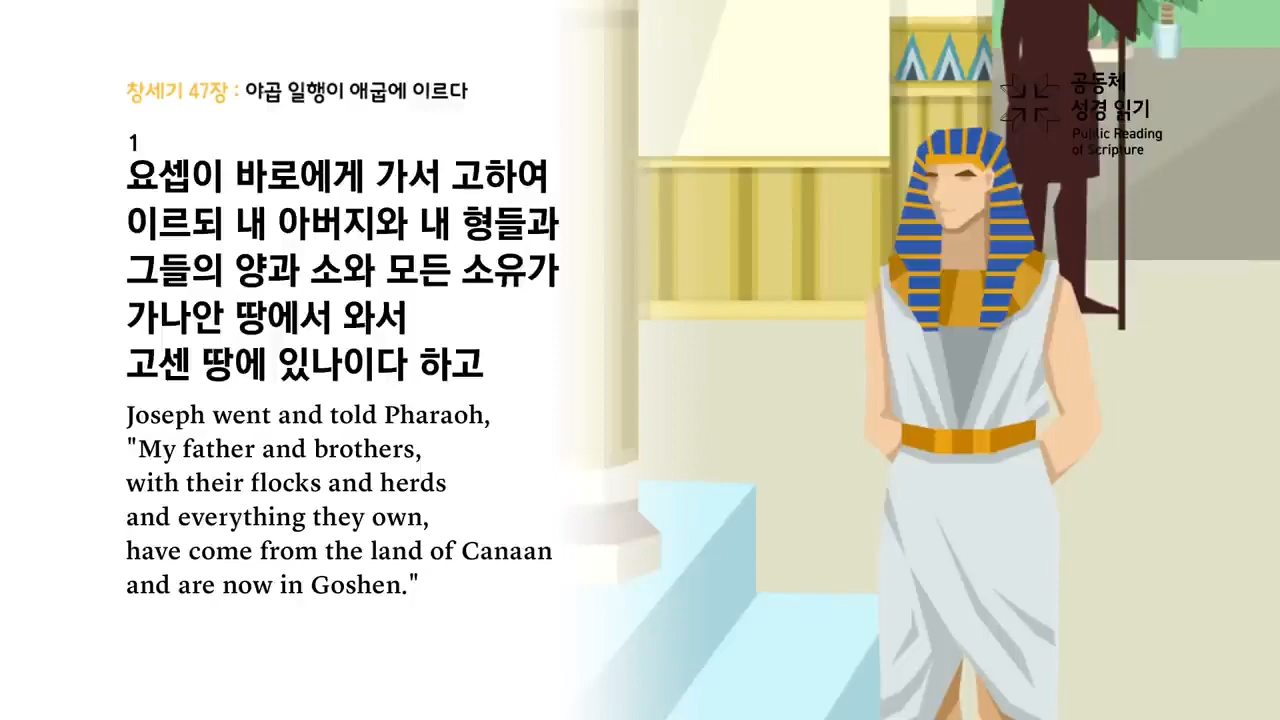 창세기 47장 : 야곱 일행이 애굽에 이르다
1
요셉이 바로에게 가서 고하여
이르되 내 아버지와 내 형들과
그들의 양과 소와 모든 소유가
가나안 땅에서 와서
고센 땅에 있나이다 하고
Joseph went and told Pharaoh,
"My father and brothers,
with their flocks and herds
and everything they own,
have come from the land of Canaan
and are now in Goshen."
공동체
성경 읽기
Public Reading
of Scripture